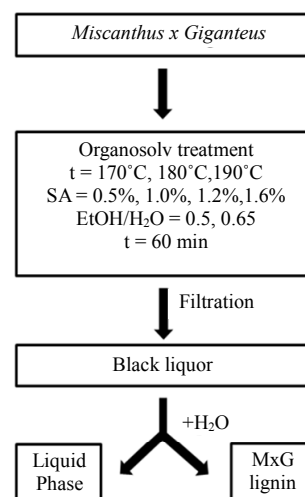 Miscanthus x Giganteus
Organosolv treatment
t = 170˚C, 180˚C,190˚C
SA = 0.5%, 1.0%, 1.2%,1.6%
EtOH/H₂O = 0.5, 0.65
t = 60 min
Filtration
Black liquor
+H₂O
Liquid
Phase
MxG
lignin